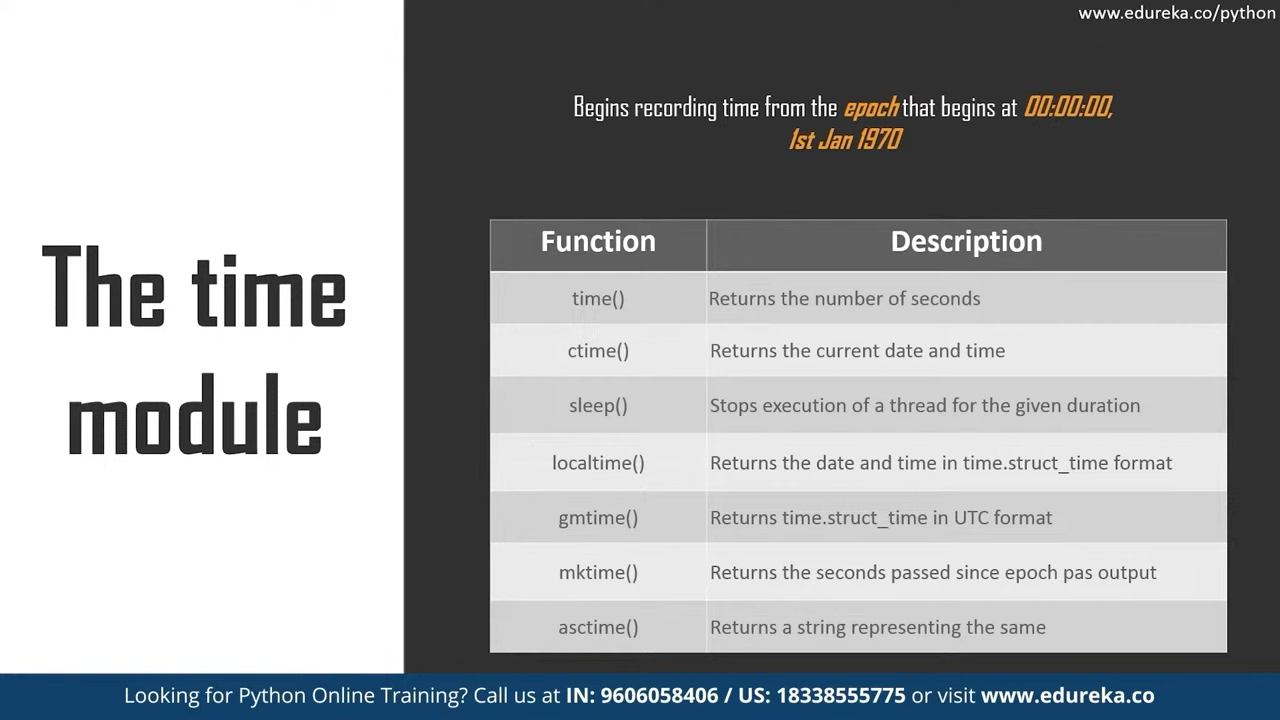 www.edureka.co/python
Begins recording time from the epoch that begins at 00:00:00,
1st Jan 1970
The time
module
Function Description
time() Returns the number of seconds
ctime() Returns the current date and time
sleep() Stops execution of a thread for the given duration
localtime() Returns the date and time in time.struct_time format
gmtime() Returns time.struct_time in UTC format
mktime() Returns the seconds passed since epoch pas output
asctime() Returns a string representing the same
Looking for Python Online Training? Call us at IN: 9606058406 / US: 18338555775 or visit www.edureka.co